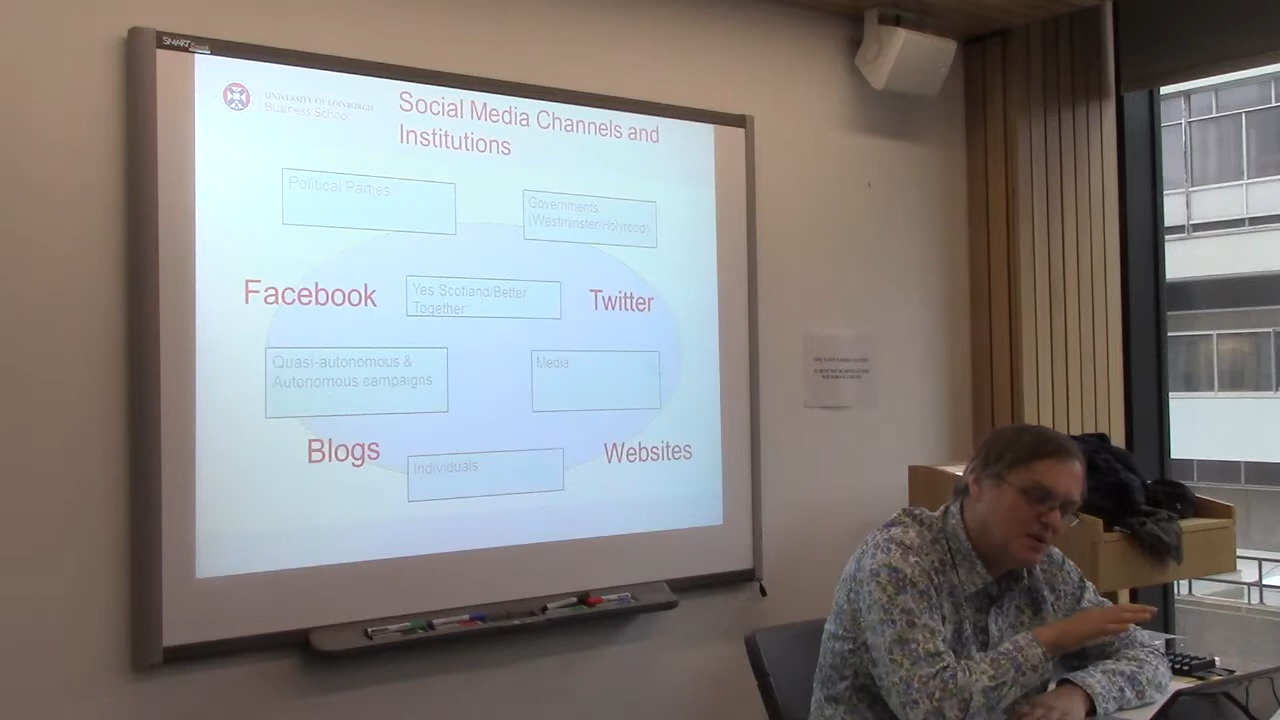 SMART
UNIVERSITY OF EDINBURGH
Business School
Social Media Channels and
Institutions
Political Parties
Governments
(Westminster/Holyrood)
Facebook
Yes Scotland/Better
Together
Twitter
Quasi-autonomous &
Autonomous campaigns
Media
Blogs
Individuals
Websites